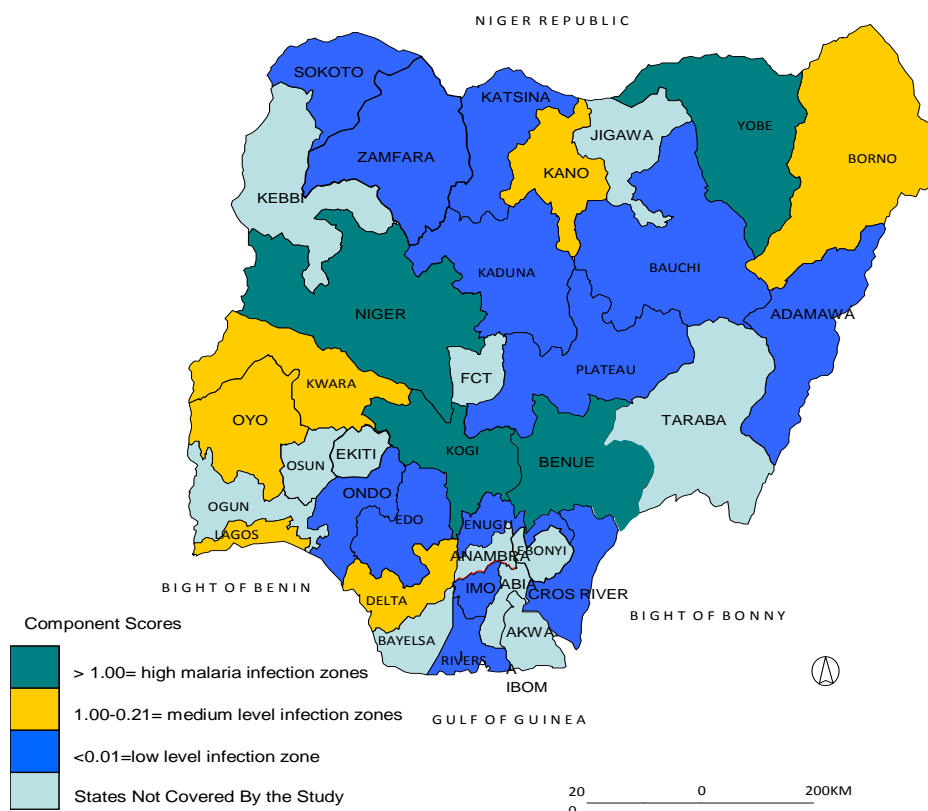 NIGER REPUBLIC
SOKOTO
KATSINA
ZAMFARA
KANO
JIGAWA
YOBE
BORNO
KEBBI
KADUNA
BAUCHI
NIGER
ADAMAWA
FCT
PLATEAU
KWARA
OYO
TARABA
OSUN
EKITI
KOGI
BENUE
OGUN
ONDO
EDO
ENUGU
LAGOS
ANAMBRA
EBONYI
BIGHT OF BENIN
DELTA
IMO
ABIA
CROS RIVER
BIGHT OF BONNY
BAYELSA
AKWA
RIVERS
A
IBOM
GULF OF GUINEA
Component Scores
> 1.00= high malaria infection zones
1.00-0.21= medium level infection zones
<0.01=low level infection zone
States Not Covered By the Study
20 0 200KM
0